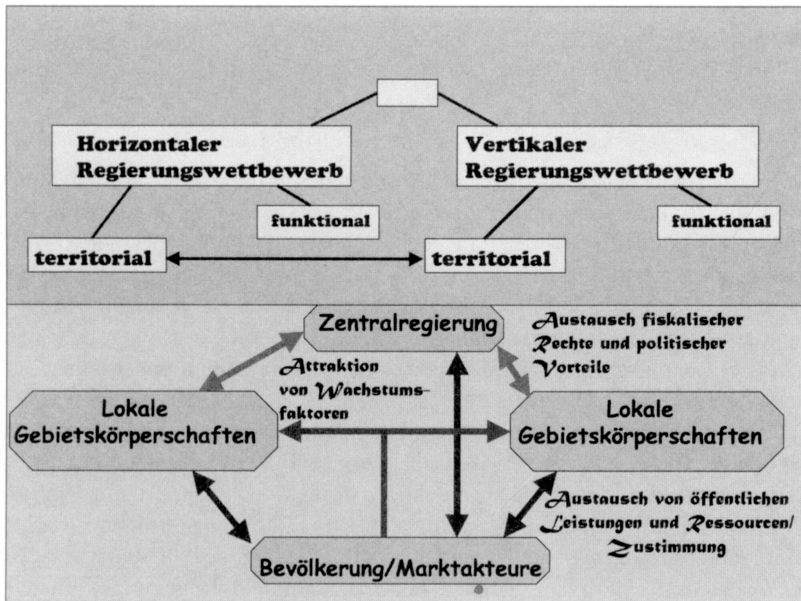 Horizontaler
Regierungswettbewerb
Vertikaler
Regierungswettbewerb
funktional
funktional
territorial
territorial
Zentralregierung
Austausch fiskalischer
Rechte und politischer
Vorteile
Attraktion
von Wachstums-
faktoren
Lokale
Gebietskörperschaften
Lokale
Gebietskörperschaften
Austausch von öffentlichen
Leistungen und Ressourcen/
Zustimmung
Bevölkerung/Marktakteure